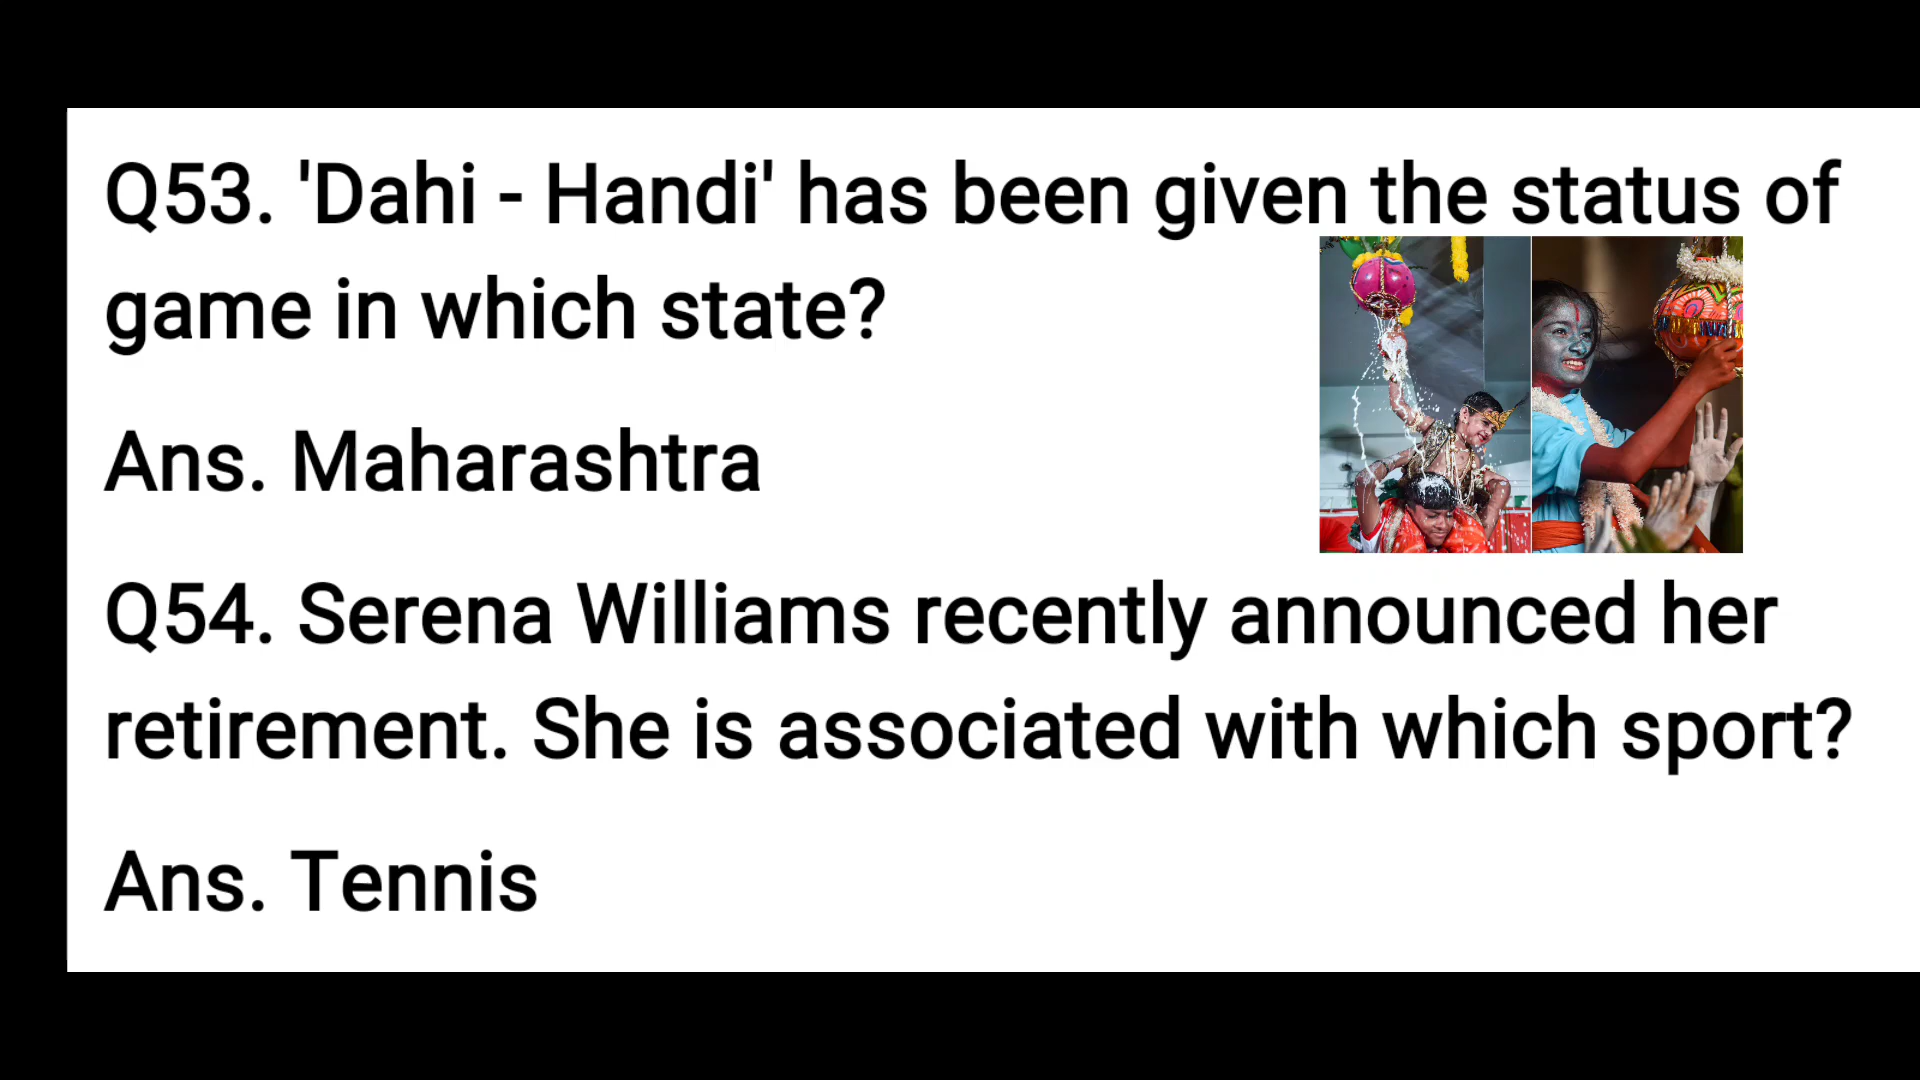 Q53. 'Dahi - Handi' has been given the status of
game in which state?
Ans. Maharashtra
Q54. Serena Williams recently announced her
retirement. She is associated with which sport?
Ans. Tennis